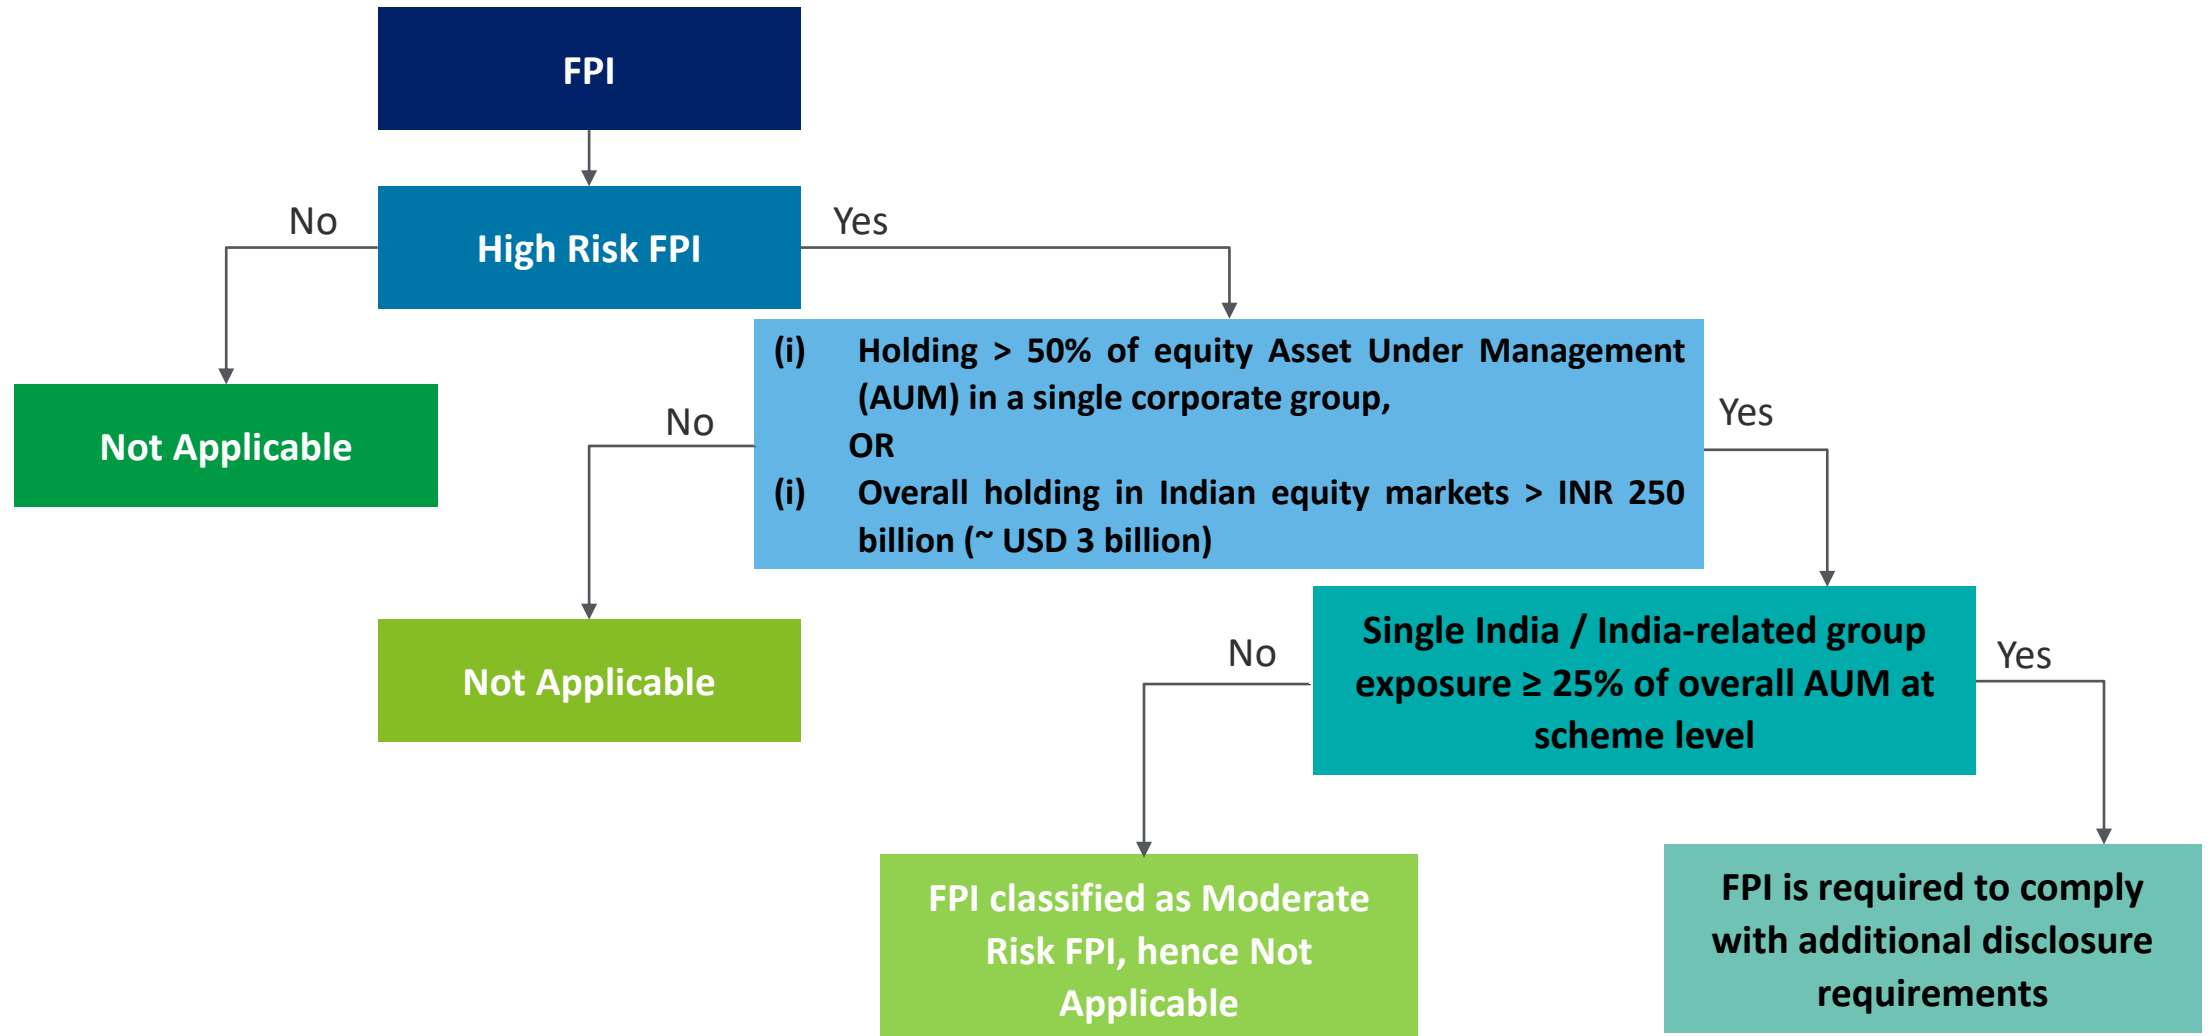 FPI
No
High Risk FPI
Yes
(i) Holding > 50% of equity Asset Under Management
(AUM) in a single corporate group,
OR
(i) Overall holding in Indian equity markets > INR 250
billion (~ USD 3 billion)
Not Applicable
No
Yes
Not Applicable
No
Single India / India-related group
exposure ≥ 25% of overall AUM at
scheme level
Yes
FPI classified as Moderate
Risk FPI, hence Not
Applicable
FPI is required to comply
with additional disclosure
requirements